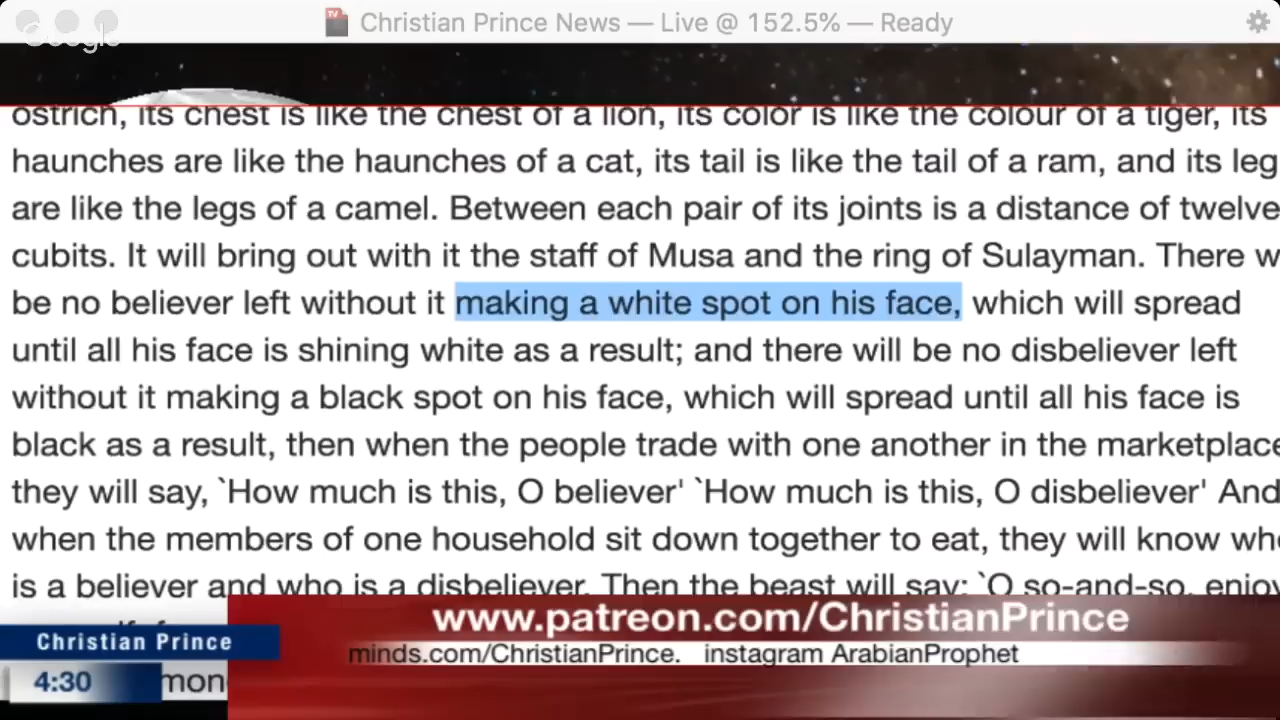 Christian Prince News — Live @ 152.5% — Ready
Google
ostrich, its chest is like the chest of a lion, its color is like the colour of a tiger, its
haunches are like the haunches of a cat, its tail is like the tail of a ram, and its leg
are like the legs of a camel. Between each pair of its joints is a distance of twelve
cubits. It will bring out with it the staff of Musa and the ring of Sulayman. There w
be no believer left without it making a white spot on his face, which will spread
until all his face is shining white as a result; and there will be no disbeliever left
without it making a black spot on his face, which will spread until all his face is
black as a result, then when the people trade with one another in the marketplace
they will say, `How much is this, O believer' `How much is this, O disbeliever' And
when the members of one household sit down together to eat, they will know wh
is a believer and who is a disbeliever. Then the beast will say: `O so-and-so, enjoy
www.patreon.com/ChristianPrince
Christian Prince
minds.com/ChristianPrince. instagram ArabianProphet
4:30
mon